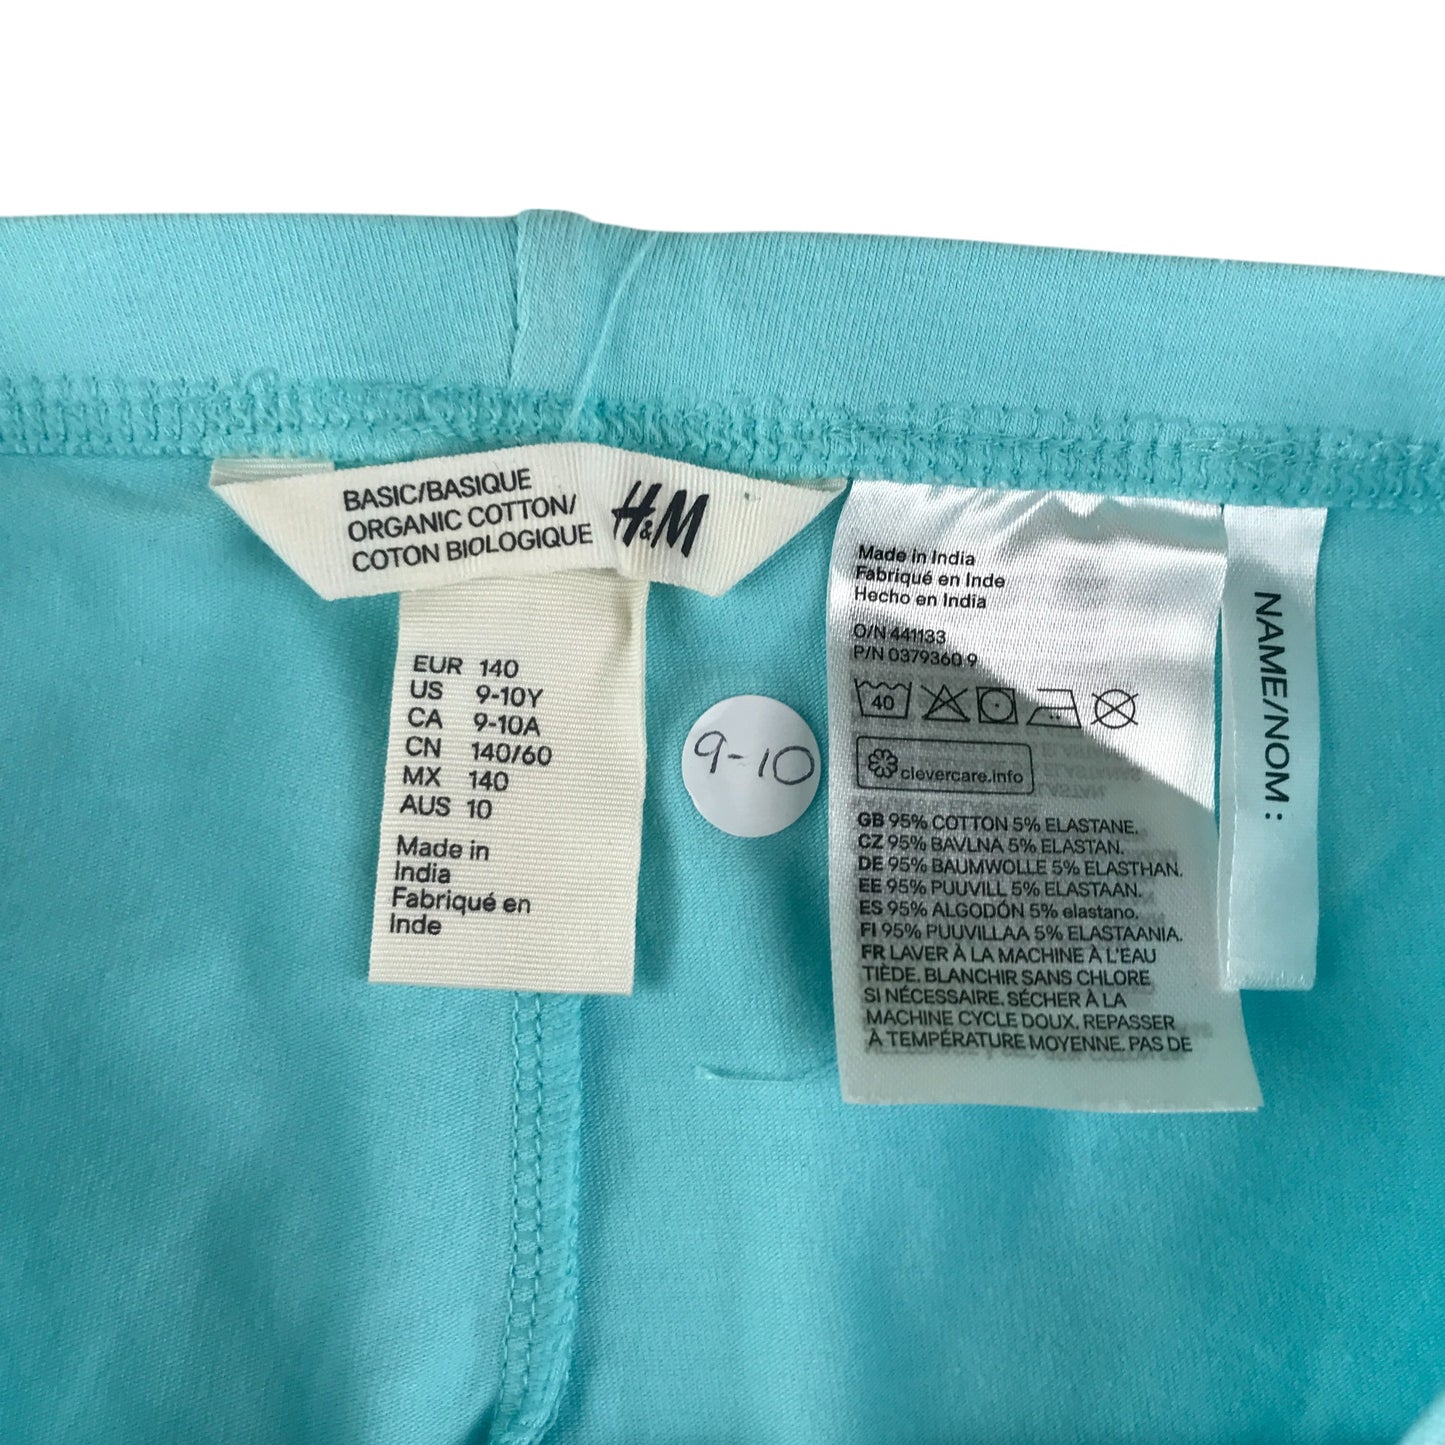 BASIC/BASIQUE
ORGANIC COTTON/
COTON BIOLOGIQUE
H&M
EUR 140
US 9-10Y
CA 9-10A
CN 140/60
MX 140
AUS 10
Made in
India
Fabriqué en
Inde
9-10
Made in India
Fabriqué en Inde
Hecho en India
O/N 441133
P/N 0379360 9
40
clevercare.info
GB 95% COTTON 5% ELASTANE.
CZ 95% BAVLNA 5% ELASTAN.
DE 95% BAUMWOLLE 5% ELASTHAN.
EE 95% PUUVILL 5% ELASTAAN.
ES 95% ALGODÓN 5% elastano.
FI 95% PUUVILLAA 5% ELASTAANIA.
FR LAVER À LA MACHINE À L'EAU
TIÈDE. BLANCHIR SANS CHLORE
SI NÉCESSAIRE. SÉCHER À LA
MACHINE CYCLE DOUX. REPASSER
À TEMPÉRATURE MOYENNE. PAS DE
NAME/NOM :